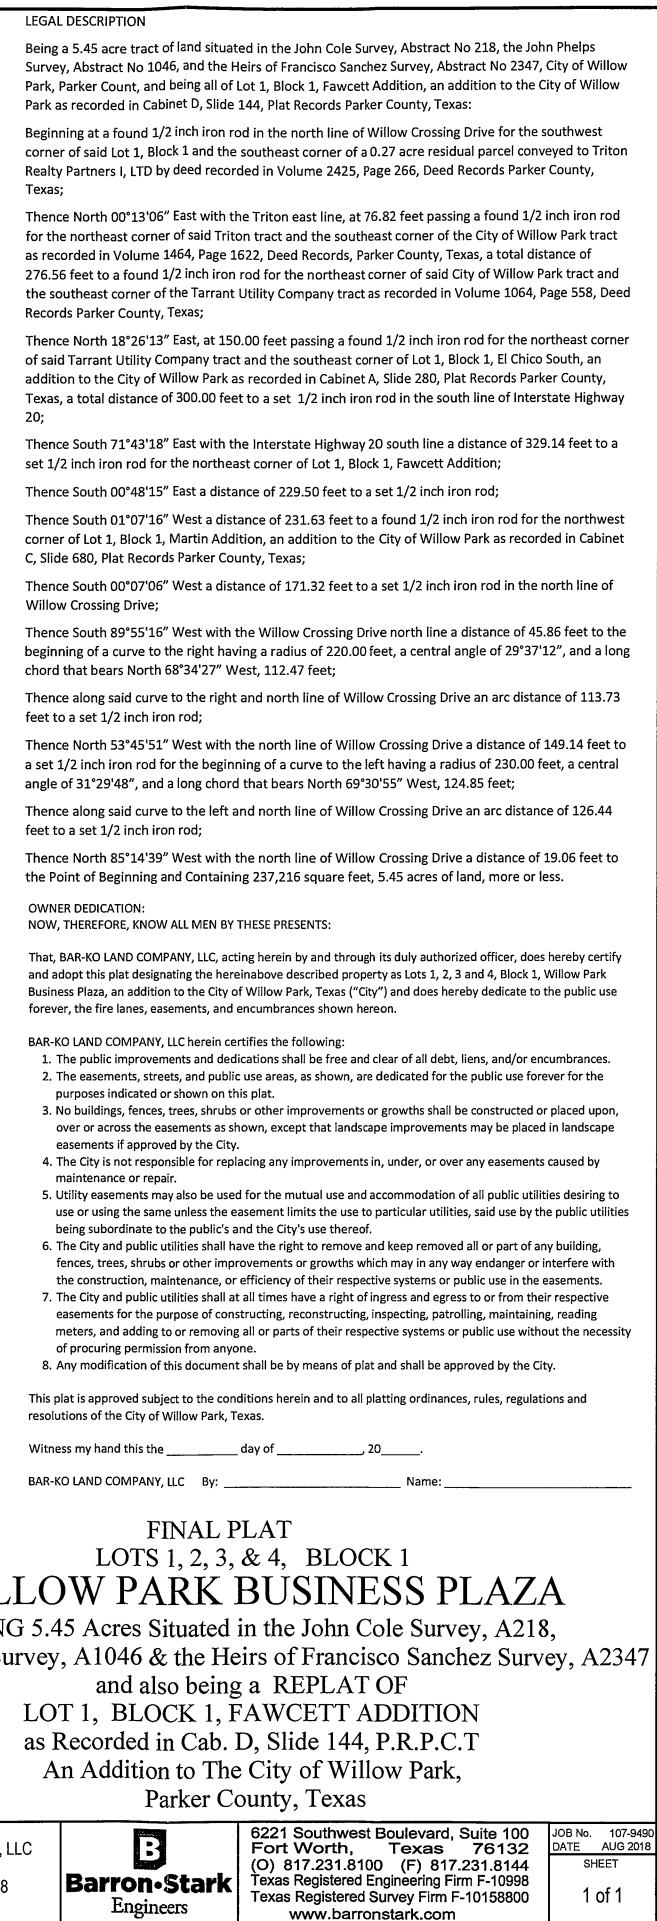 LEGAL DESCRIPTION
Being a 5.45 acre tract of land situated in the John Cole Survey, Abstract No 218, the John Phelps
Survey, Abstract No 1046, and the Heirs of Francisco Sanchez Survey, Abstract No 2347, City of Willow
Park, Parker Count, and being all of Lot 1, Block 1, Fawcett Addition, an addition to the City of Willow
Park as recorded in Cabinet D, Slide 144, Plat Records Parker County, Texas:
Beginning at a found 1/2 inch iron rod in the north line of Willow Crossing Drive for the southwest
corner of said Lot 1, Block 1 and the southeast corner of a 0.27 acre residual parcel conveyed to Triton
Realty Partners I, LTD by deed recorded in Volume 2425, Page 266, Deed Records Parker County,
Texas;
Thence North 00°13'06" East with the Triton east line, at 76.82 feet passing a found 1/2 inch iron rod
for the northeast corner of said Triton tract and the southeast corner of the City of Willow Park tract
as recorded in Volume 1464, Page 1622, Deed Records, Parker County, Texas, a total distance of
276.56 feet to a found 1/2 inch iron rod for the northeast corner of said City of Willow Park tract and
the southeast corner of the Tarrant Utility Company tract as recorded in Volume 1064, Page 558, Deed
Records Parker County, Texas;
Thence North 18°26'13" East, at 150.00 feet passing a found 1/2 inch iron rod for the northeast corner
of said Tarrant Utility Company tract and the southeast corner of Lot 1, Block 1, El Chico South, an
addition to the City of Willow Park as recorded in Cabinet A, Slide 280, Plat Records Parker County,
Texas, a total distance of 300.00 feet to a set 1/2 inch iron rod in the south line of Interstate Highway
20;
Thence South 71°43'18" East with the Interstate Highway 20 south line a distance of 329.14 feet to a
set 1/2 inch iron rod for the northeast corner of Lot 1, Block 1, Fawcett Addition;
Thence South 00°48'15" East a distance of 229.50 feet to a set 1/2 inch iron rod;
Thence South 01°07'16" West a distance of 231.63 feet to a found 1/2 inch iron rod for the northwest
corner of Lot 1, Block 1, Martin Addition, an addition to the City of Willow Park as recorded in Cabinet
C, Slide 680, Plat Records Parker County, Texas;
Thence South 00°07'06" West a distance of 171.32 feet to a set 1/2 inch iron rod in the north line of
Willow Crossing Drive;
Thence South 89°55'16" West with the Willow Crossing Drive north line a distance of 45.86 feet to the
beginning of a curve to the right having a radius of 220.00 feet, a central angle of 29°37'12", and a long
chord that bears North 68°34'27" West, 112.47 feet;
Thence along said curve to the right and north line of Willow Crossing Drive an arc distance of 113.73
feet to a set 1/2 inch iron rod;
Thence North 53°45'51" West with the north line of Willow Crossing Drive a distance of 149.14 feet to
a set 1/2 inch iron rod for the beginning of a curve to the left having a radius of 230.00 feet, a central
angle of 31°29'48", and a long chord that bears North 69°30'55" West, 124.85 feet;
Thence along said curve to the left and north line of Willow Crossing Drive an arc distance of 126.44
feet to a set 1/2 inch iron rod;
Thence North 85°14'39" West with the north line of Willow Crossing Drive a distance of 19.06 feet to
the Point of Beginning and Containing 237,216 square feet, 5.45 acres of land, more or less.
OWNER DEDICATION:
NOW, THEREFORE, KNOW ALL MEN BY THESE PRESENTS:
That, BAR-KO LAND COMPANY, LLC, acting herein by and through its duly authorized officer, does hereby certify
and adopt this plat designating the hereinabove described property as Lots 1, 2, 3 and 4, Block 1, Willow Park
Business Plaza, an addition to the City of Willow Park, Texas ("City") and does hereby dedicate to the public use
forever, the fire lanes, easements, and encumbrances shown hereon.
BAR-KO LAND COMPANY, LLC herein certifies the following:
1. The public improvements and dedications shall be free and clear of all debt, liens, and/or encumbrances.
2. The easements, streets, and public use areas, as shown, are dedicated for the public use forever for the
purposes indicated or shown on this plat.
3. No buildings, fences, trees, shrubs or other improvements or growths shall be constructed or placed upon,
over or across the easements as shown, except that landscape improvements may be placed in landscape
easements if approved by the City.
4. The City is not responsible for replacing any improvements in, under, or over any easements caused by
maintenance or repair.
5. Utility easements may also be used for the mutual use and accommodation of all public utilities desiring to
use or using the same unless the easement limits the use to particular utilities, said use by the public utilities
being subordinate to the public's and the City's use thereof.
6. The City and public utilities shall have the right to remove and keep removed all or part of any building,
fences, trees, shrubs or other improvements or growths which may in any way endanger or interfere with
the construction, maintenance, or efficiency of their respective systems or public use in the easements.
7. The City and public utilities shall at all times have a right of ingress and egress to or from their respective
easements for the purpose of constructing, reconstructing, inspecting, patrolling, maintaining, reading
meters, and adding to or removing all or parts of their respective systems or public use without the necessity
of procuring permission from anyone.
8. Any modification of this document shall be by means of plat and shall be approved by the City.
This plat is approved subject to the conditions herein and to all platting ordinances, rules, regulations and
resolutions of the City of Willow Park, Texas.
Witness my hand this the __________ day of ____________, 20_____.
BAR-KO LAND COMPANY, LLC By: _________________________ Name: __________________________
FINAL PLAT
LOTS 1, 2, 3, & 4, BLOCK 1
LLOW PARK BUSINESS PLAZA
NG 5.45 Acres Situated in the John Cole Survey, A218,
urvey, A1046 & the Heirs of Francisco Sanchez Survey, A2347
and also being a REPLAT OF
LOT 1, BLOCK 1, FAWCETT ADDITION
as Recorded in Cab. D, Slide 144, P.R.P.C.T
An Addition to The City of Willow Park,
Parker County, Texas
, LLC
8
B
Barron•Stark
Engineers
6221 Southwest Boulevard, Suite 100
Fort Worth, Texas 76132
(O) 817.231.8100 (F) 817.231.8144
Texas Registered Engineering Firm F-10998
Texas Registered Survey Firm F-10158800
www.barronstark.com
JOB No. 107-9490
DATE AUG 2018
SHEET
1 of 1